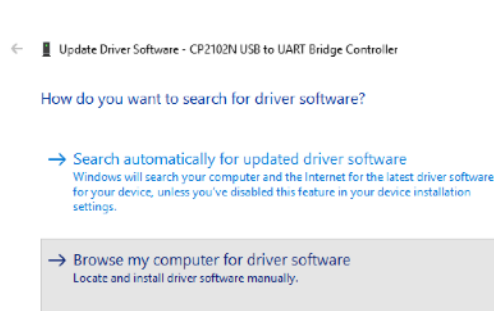 Update Driver Software - CP2102N USB to UART Bridge Controller
How do you want to search for driver software?
Search automatically for updated driver software
Windows will search your computer and the Internet for the latest driver software
for your device, unless you've disabled this feature in your device installation
settings.
Browse my computer for driver software
Locate and install driver software manually.